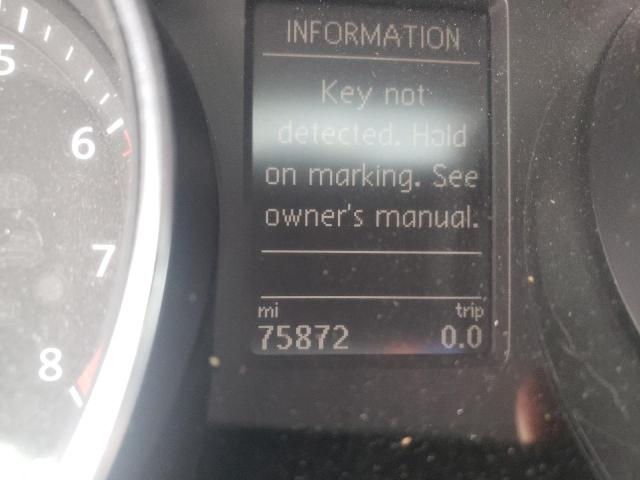 INFORMATION
Key not
detected. Hold
on marking. See
owner's manual.
mi trip
75872 0.0
5
6
7
8